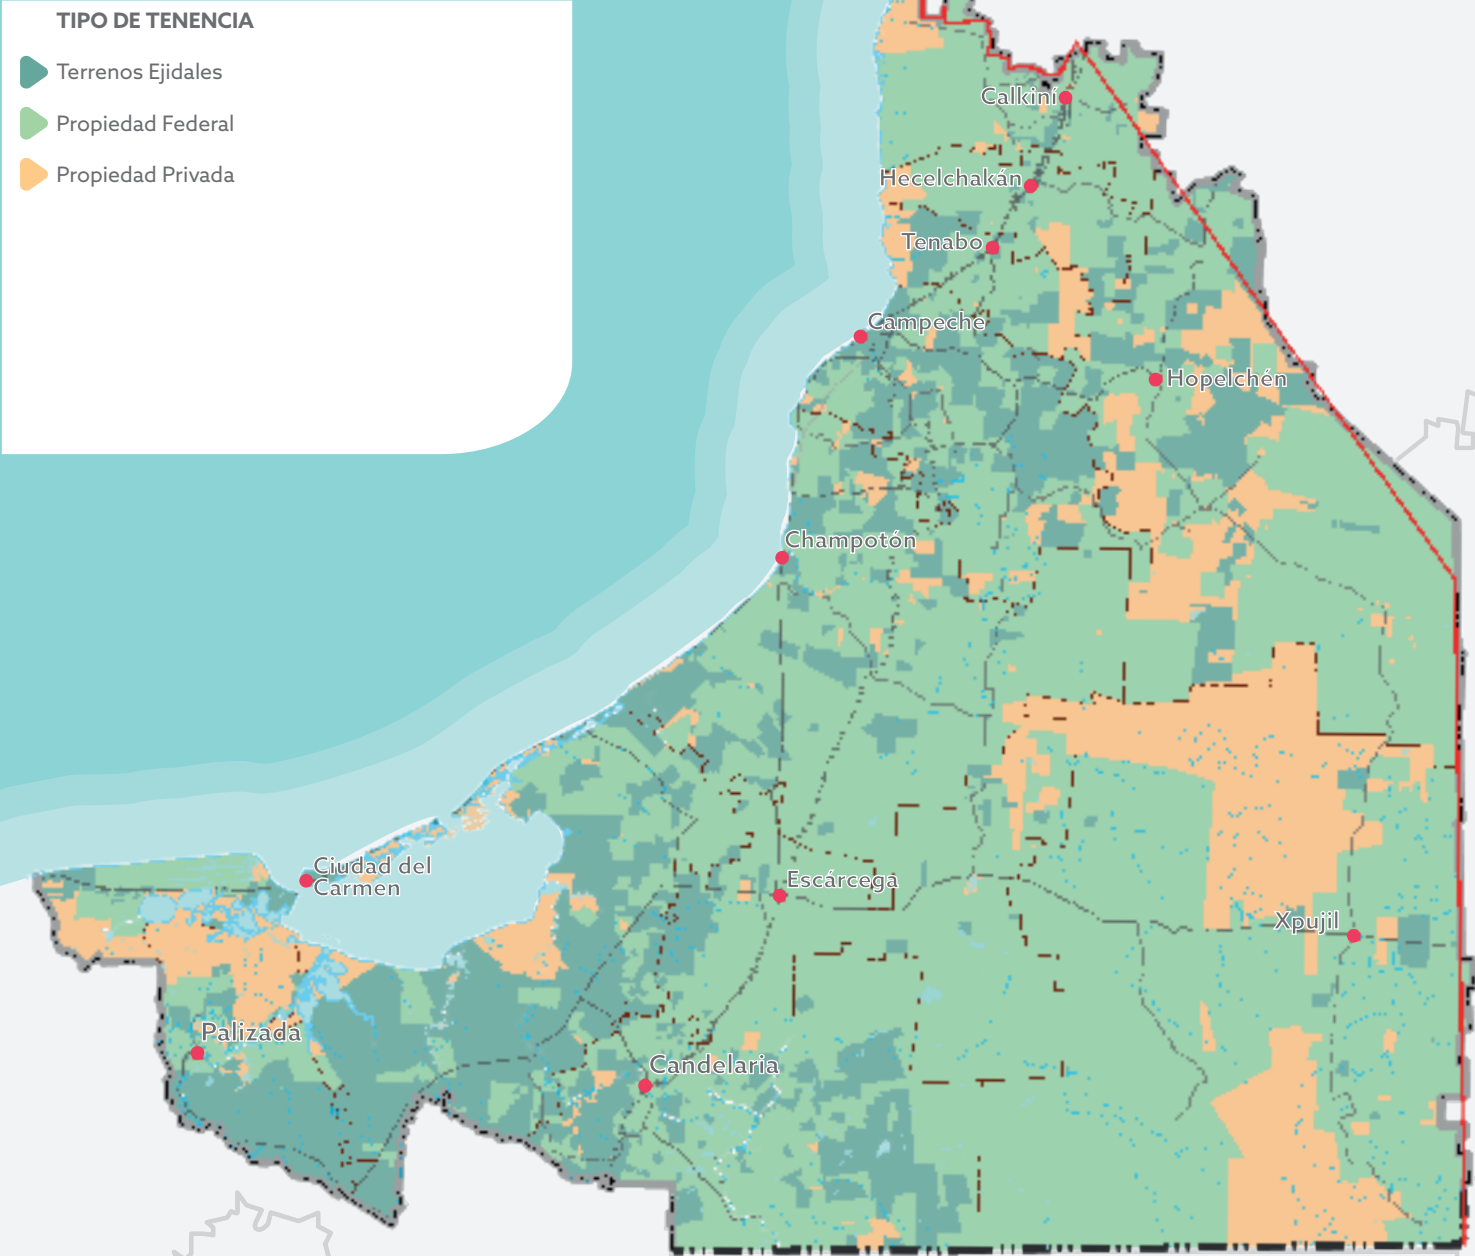 TIPO DE TENENCIA
Terrenos Ejidales
Propiedad Federal
Propiedad Privada
Calkiní
Hecelchakán
Tenabo
Campeche
Hopelchén
Champotón
Ciudad del
Carmen
Escárcega
Xpujil
Palizada
Candelaria